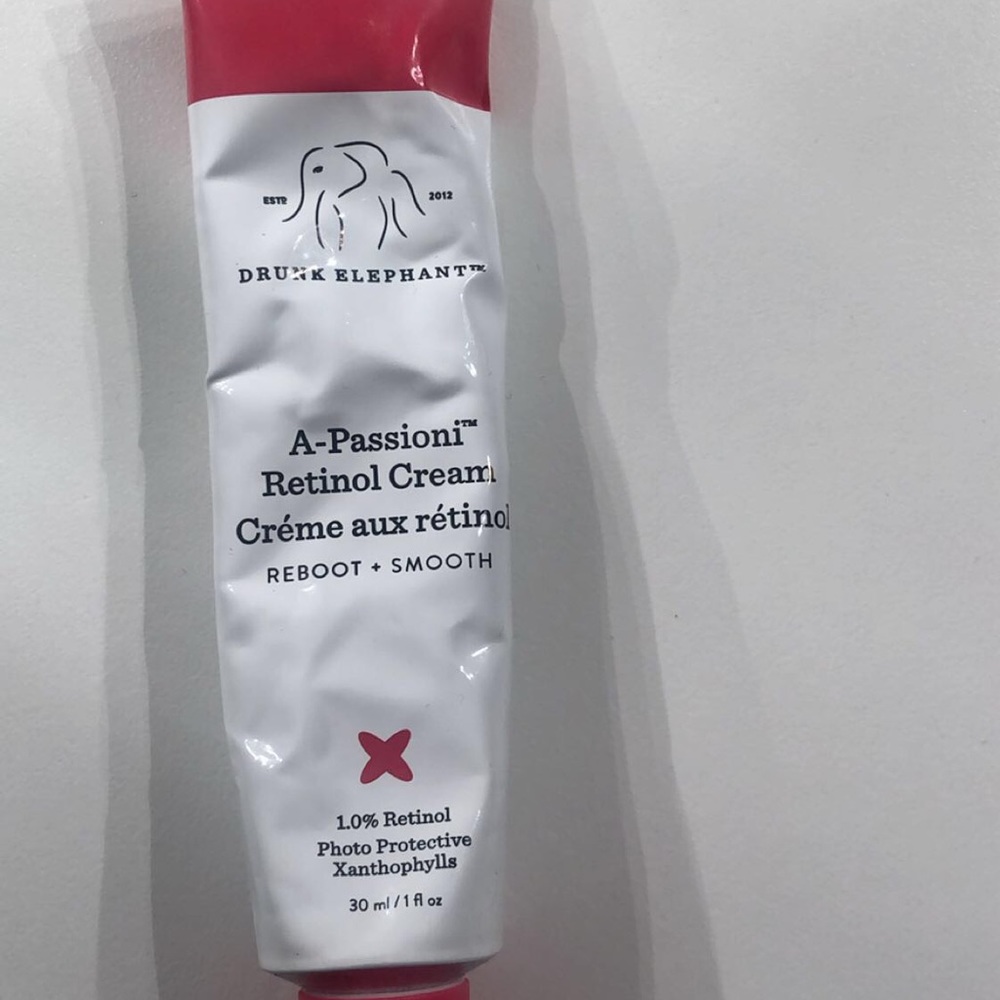 ESTD 2012
DRUNK ELEPHANT™
A-Passioni™
Retinol Cream
Créme aux rétinol
REBOOT + SMOOTH
1.0% Retinol
Photo Protective
Xanthophylls
30 ml / 1 fl oz